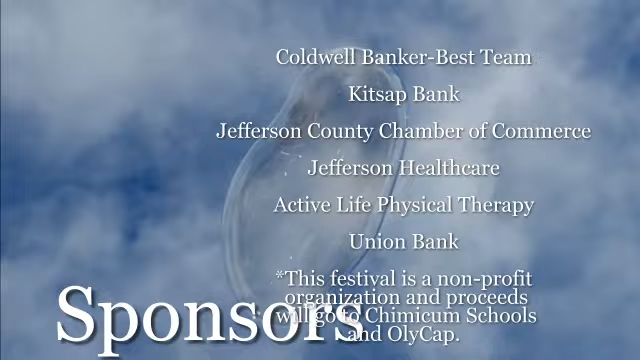 Coldwell Banker-Best Team
Kitsap Bank
Jefferson County Chamber of Commerce
Jefferson Healthcare
Active Life Physical Therapy
Union Bank
*This festival is a non-profit
organization and proceeds
will go to Chimicum Schools
and OlyCap.
Sponsors